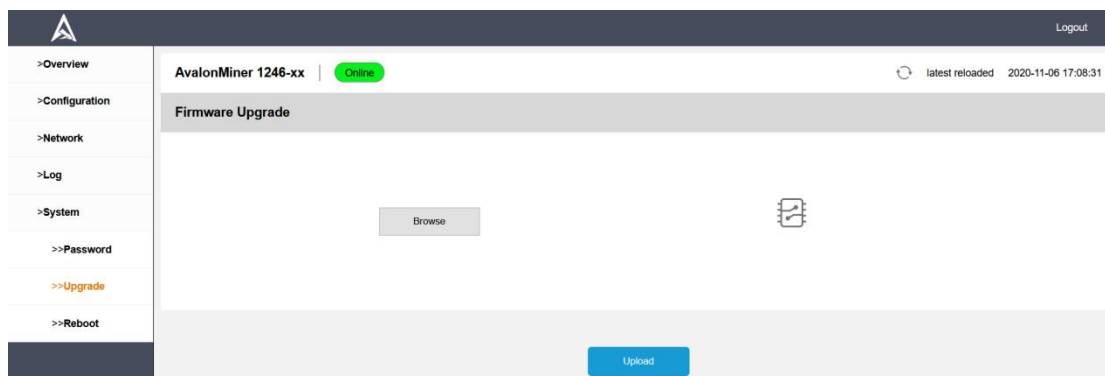 Logout
>Overview
>Configuration
>Network
>Log
>System
>>Password
>>Upgrade
>>Reboot
AvalonMiner 1246-xx | Online
latest reloaded 2020-11-06 17:08:31
Firmware Upgrade
Browse
Upload